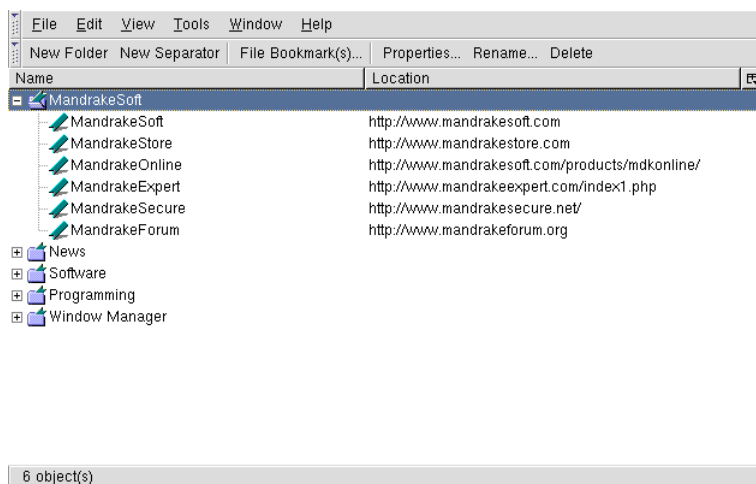 File Edit View Tools Window Help
New Folder New Separator File Bookmark(s)... Properties... Rename... Delete
Name Location
MandrakeSoft
MandrakeSoft http://www.mandrakesoft.com
MandrakeStore http://www.mandrakestore.com
MandrakeOnline http://www.mandrakesoft.com/products/mdkonline/
MandrakeExpert http://www.mandrakeexpert.com/index1.php
MandrakeSecure http://www.mandrakesecure.net/
MandrakeForum http://www.mandrakeforum.org
News
Software
Programming
Window Manager
6 object(s)